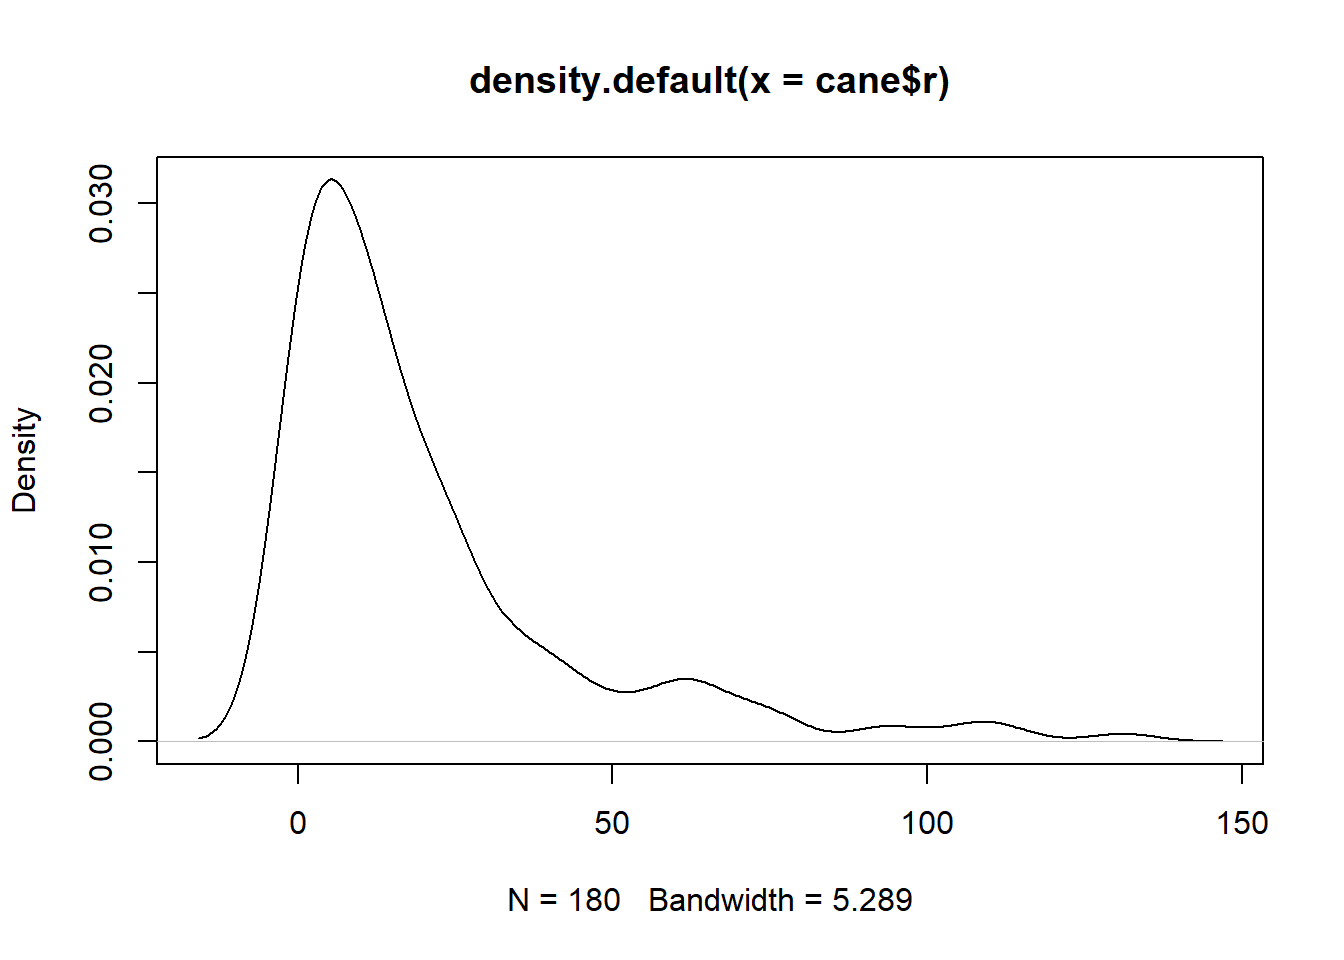 density.default(x = cane$r)
Density
0.030
0.020
0.010
0.000
0 50 100 150
N = 180 Bandwidth = 5.289